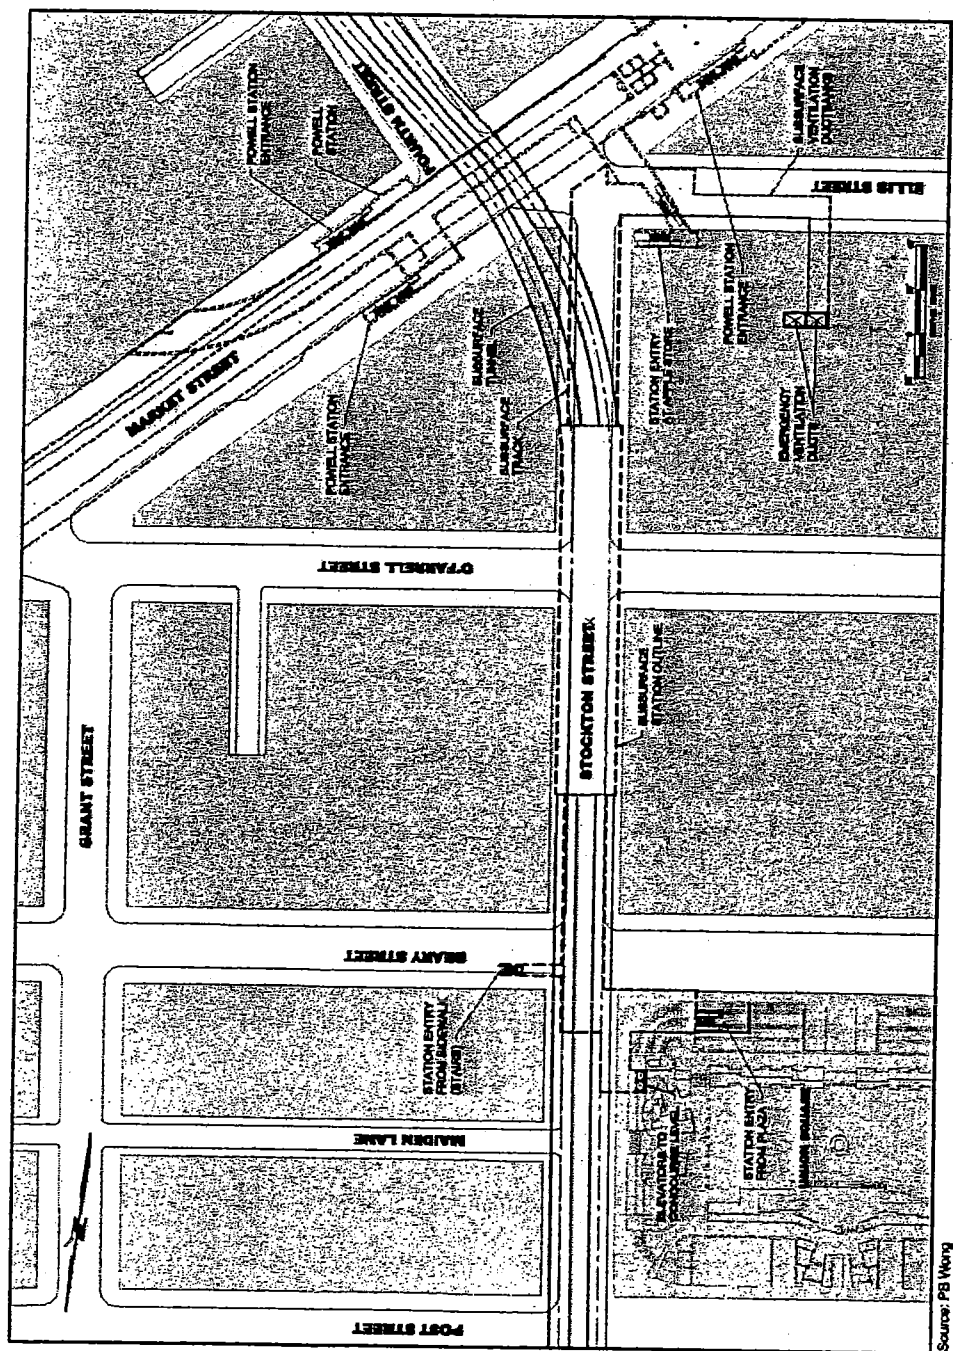 POWELL STATION
ENTRANCE
POWELL
STATION
FOURTH STREET
MARKET STREET
SUBSURFACE
VENTILATION
DUCT/RANCE
ELLIS STREET
POWELL STATION
ENTRANCE
SUBSURFACE
TUNNEL
SUBSURFACE
TRACK
STATION ENTRY
AT APPLE STORE
POWELL STATION
ENTRANCE
EMERGENCY
VENTILATION
DUCTS
O'FARRELL STREET
GRANT STREET
STOCKTON STREET
SUBSURFACE
STATION OUTLINE
GEARY STREET
STATION ENTRY
FROM SIDEWALK
(STAIRS)
MAIDEN LANE
ELEVATORS TO
CONCOURSE LEVEL
STATION ENTRY
FROM PLAZA
UNION SQUARE
POST STREET
Source: PB Wong